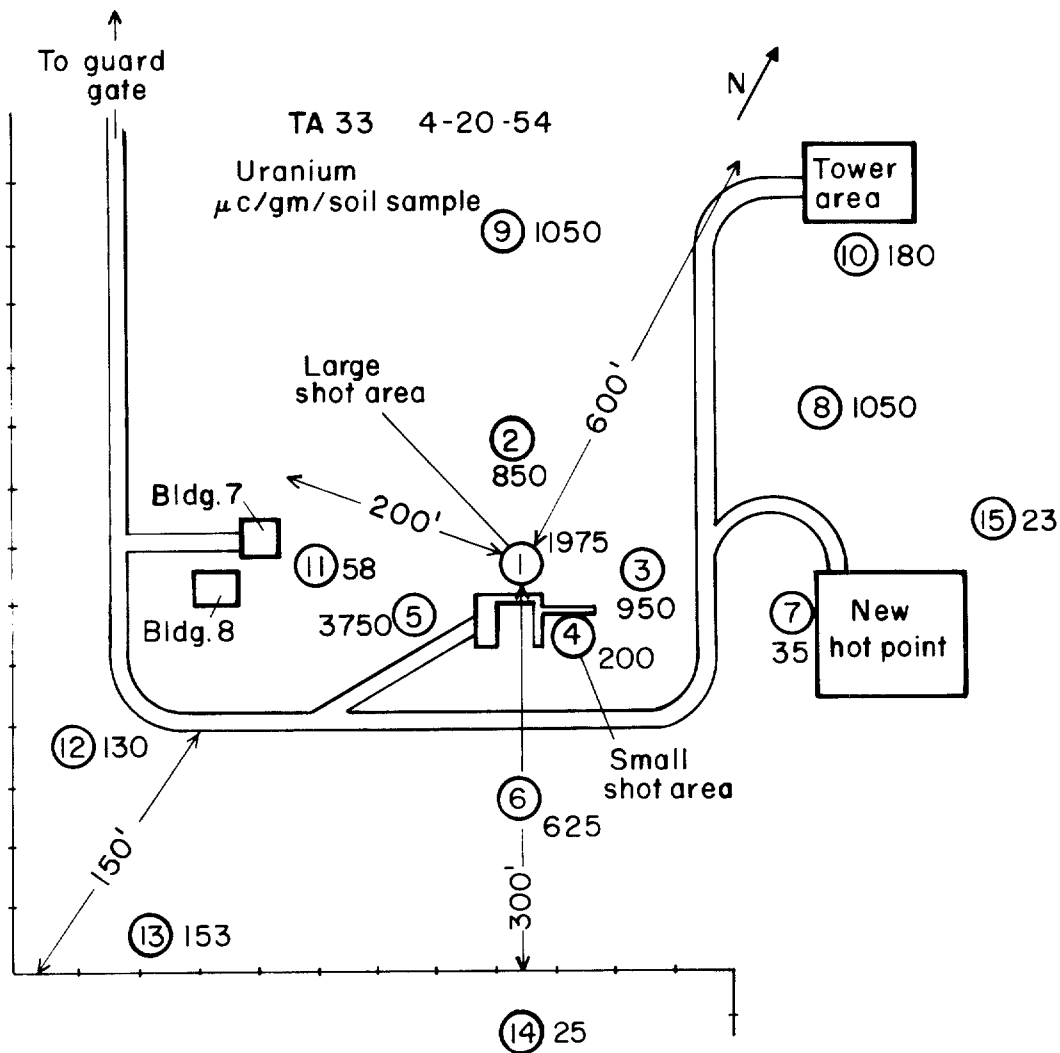 To guard
gate
N
TA 33 4-20-54
Uranium
μc/gm/soil sample
Tower
area
9 1050
10 180
Large
shot area
600'
8 1050
2
850
Bldg. 7
200'
15 23
1
1975
11 58
3
950
Bldg. 8
3750 5
4
200
7
35
New
hot point
12 130
Small
shot area
6
625
150'
300'
13 153
14 25